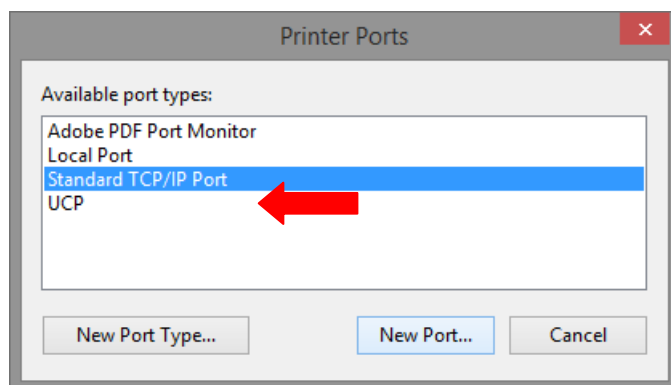 Printer Ports
Available port types:
Adobe PDF Port Monitor
Local Port
Standard TCP/IP Port
UCP
New Port Type...
New Port...
Cancel